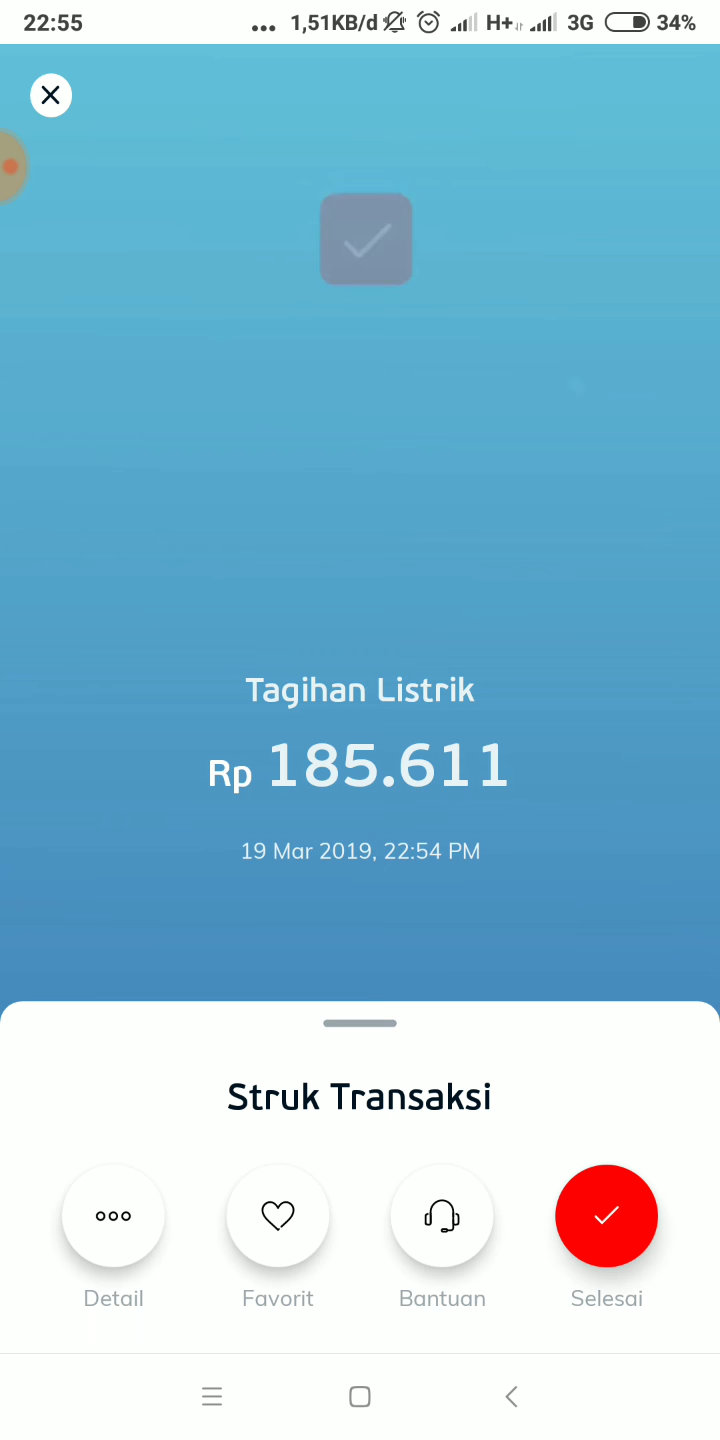 22:55
... 1,51KB/d H+ 3G 34%
Tagihan Listrik
Rp 185.611
19 Mar 2019, 22:54 PM
Struk Transaksi
Detail Favorit Bantuan Selesai